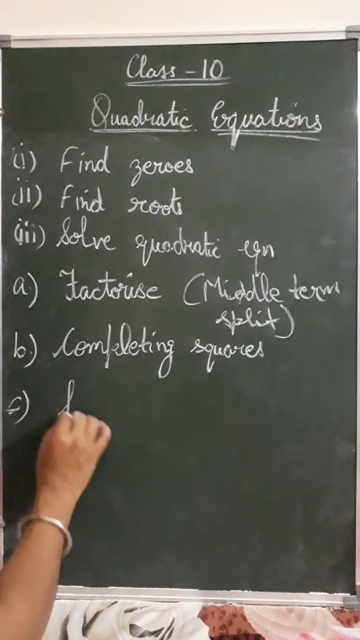 Class - 10
Quadratic Equations
(i) Find zeroes
(ii) Find roots
(iii) Solve quadratic eqn
a.) Factorise (Middle term
split)
b.) Completing squares
c)